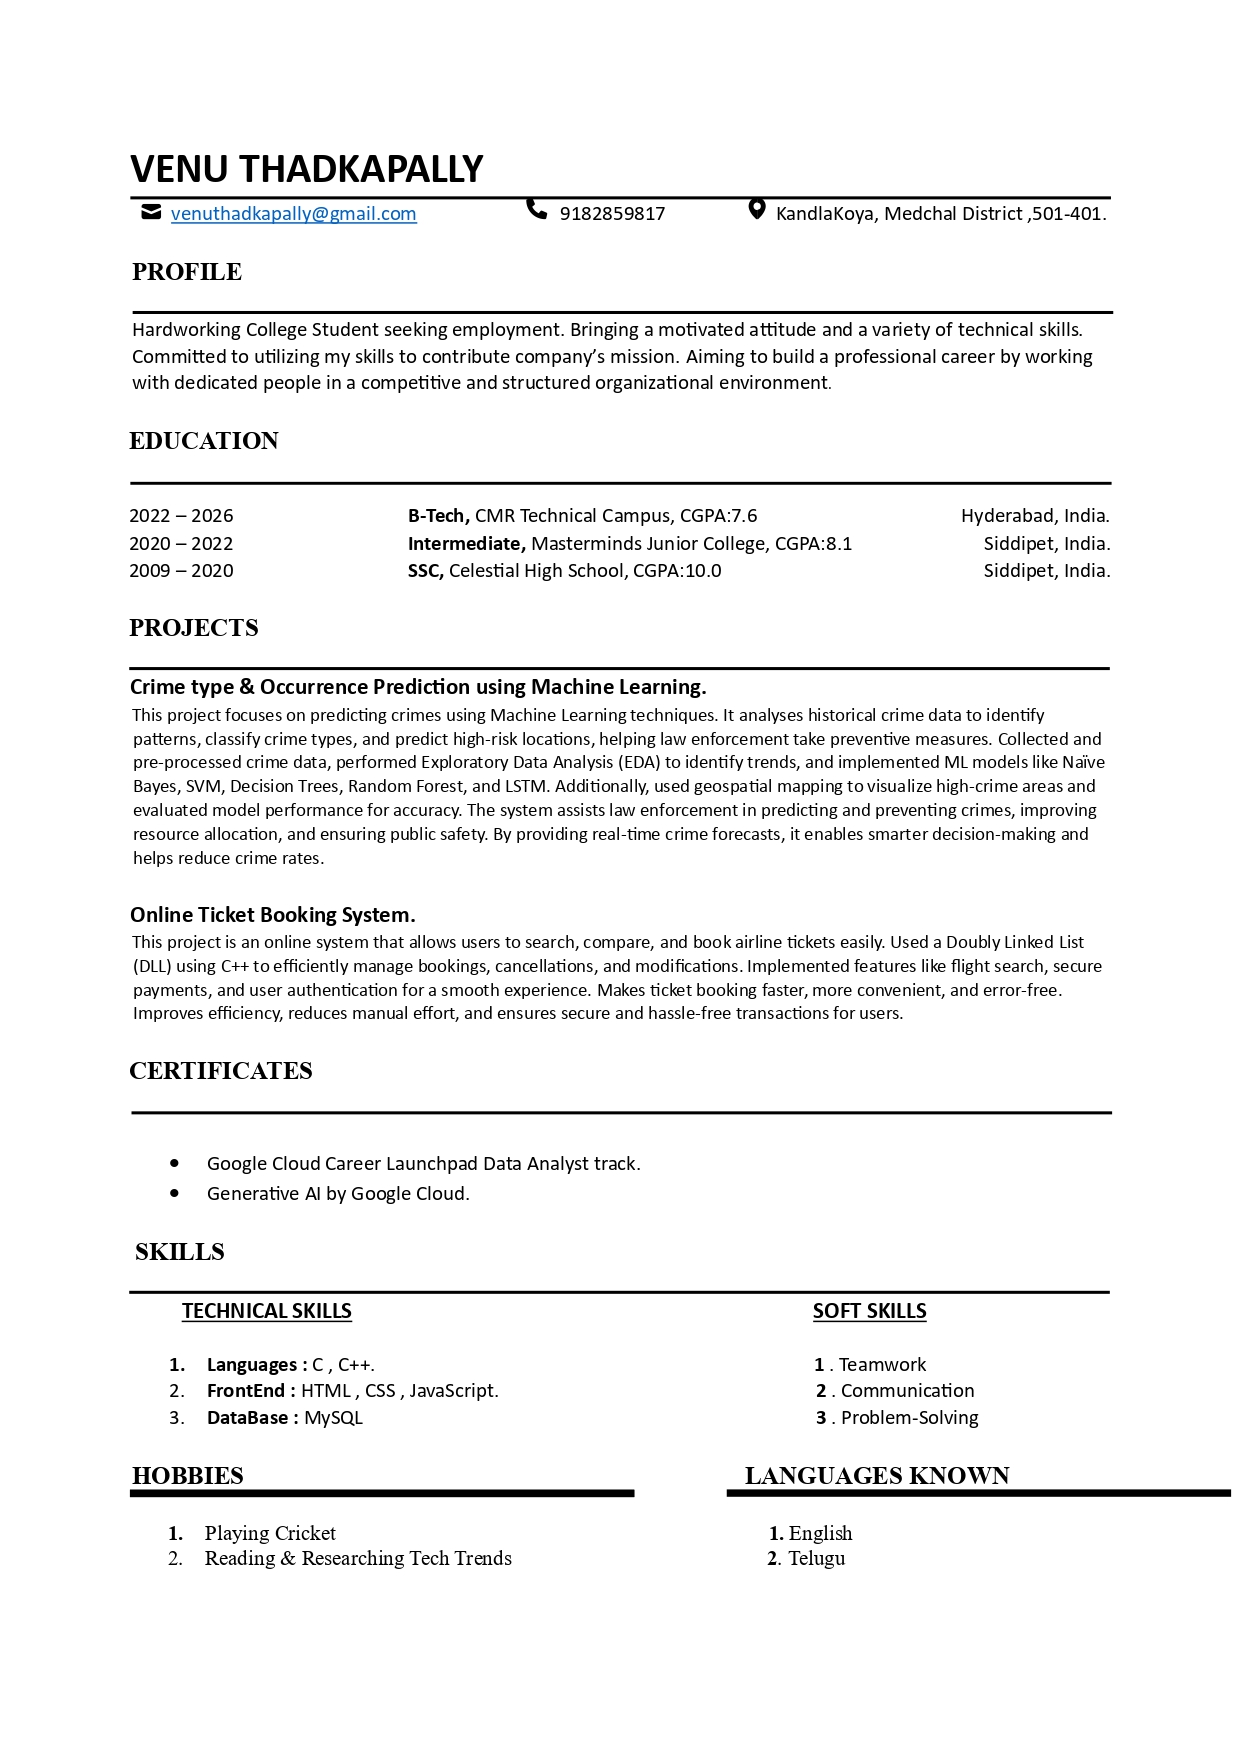 VENU THADKAPALLY
venuthadkapally@gmail.com 9182859817 KandlaKoya, Medchal District ,501-401.
PROFILE
Hardworking College Student seeking employment. Bringing a motivated attitude and a variety of technical skills.
Committed to utilizing my skills to contribute company’s mission. Aiming to build a professional career by working
with dedicated people in a competitive and structured organizational environment.
EDUCATION
2022 – 2026 B-Tech, CMR Technical Campus, CGPA:7.6 Hyderabad, India.
2020 – 2022 Intermediate, Masterminds Junior College, CGPA:8.1 Siddipet, India.
2009 – 2020 SSC, Celestial High School, CGPA:10.0 Siddipet, India.
PROJECTS
Crime type & Occurrence Prediction using Machine Learning.
This project focuses on predicting crimes using Machine Learning techniques. It analyses historical crime data to identify
patterns, classify crime types, and predict high-risk locations, helping law enforcement take preventive measures. Collected and
pre-processed crime data, performed Exploratory Data Analysis (EDA) to identify trends, and implemented ML models like Naïve
Bayes, SVM, Decision Trees, Random Forest, and LSTM. Additionally, used geospatial mapping to visualize high-crime areas and
evaluated model performance for accuracy. The system assists law enforcement in predicting and preventing crimes, improving
resource allocation, and ensuring public safety. By providing real-time crime forecasts, it enables smarter decision-making and
helps reduce crime rates.
Online Ticket Booking System.
This project is an online system that allows users to search, compare, and book airline tickets easily. Used a Doubly Linked List
(DLL) using C++ to efficiently manage bookings, cancellations, and modifications. Implemented features like flight search, secure
payments, and user authentication for a smooth experience. Makes ticket booking faster, more convenient, and error-free.
Improves efficiency, reduces manual effort, and ensures secure and hassle-free transactions for users.
CERTIFICATES
• Google Cloud Career Launchpad Data Analyst track.
• Generative AI by Google Cloud.
SKILLS
TECHNICAL SKILLS SOFT SKILLS
1. Languages : C , C++. 1 . Teamwork
2. FrontEnd : HTML , CSS , JavaScript. 2 . Communication
3. DataBase : MySQL 3 . Problem-Solving
HOBBIES LANGUAGES KNOWN
1. Playing Cricket 1. English
2. Reading & Researching Tech Trends 2. Telugu